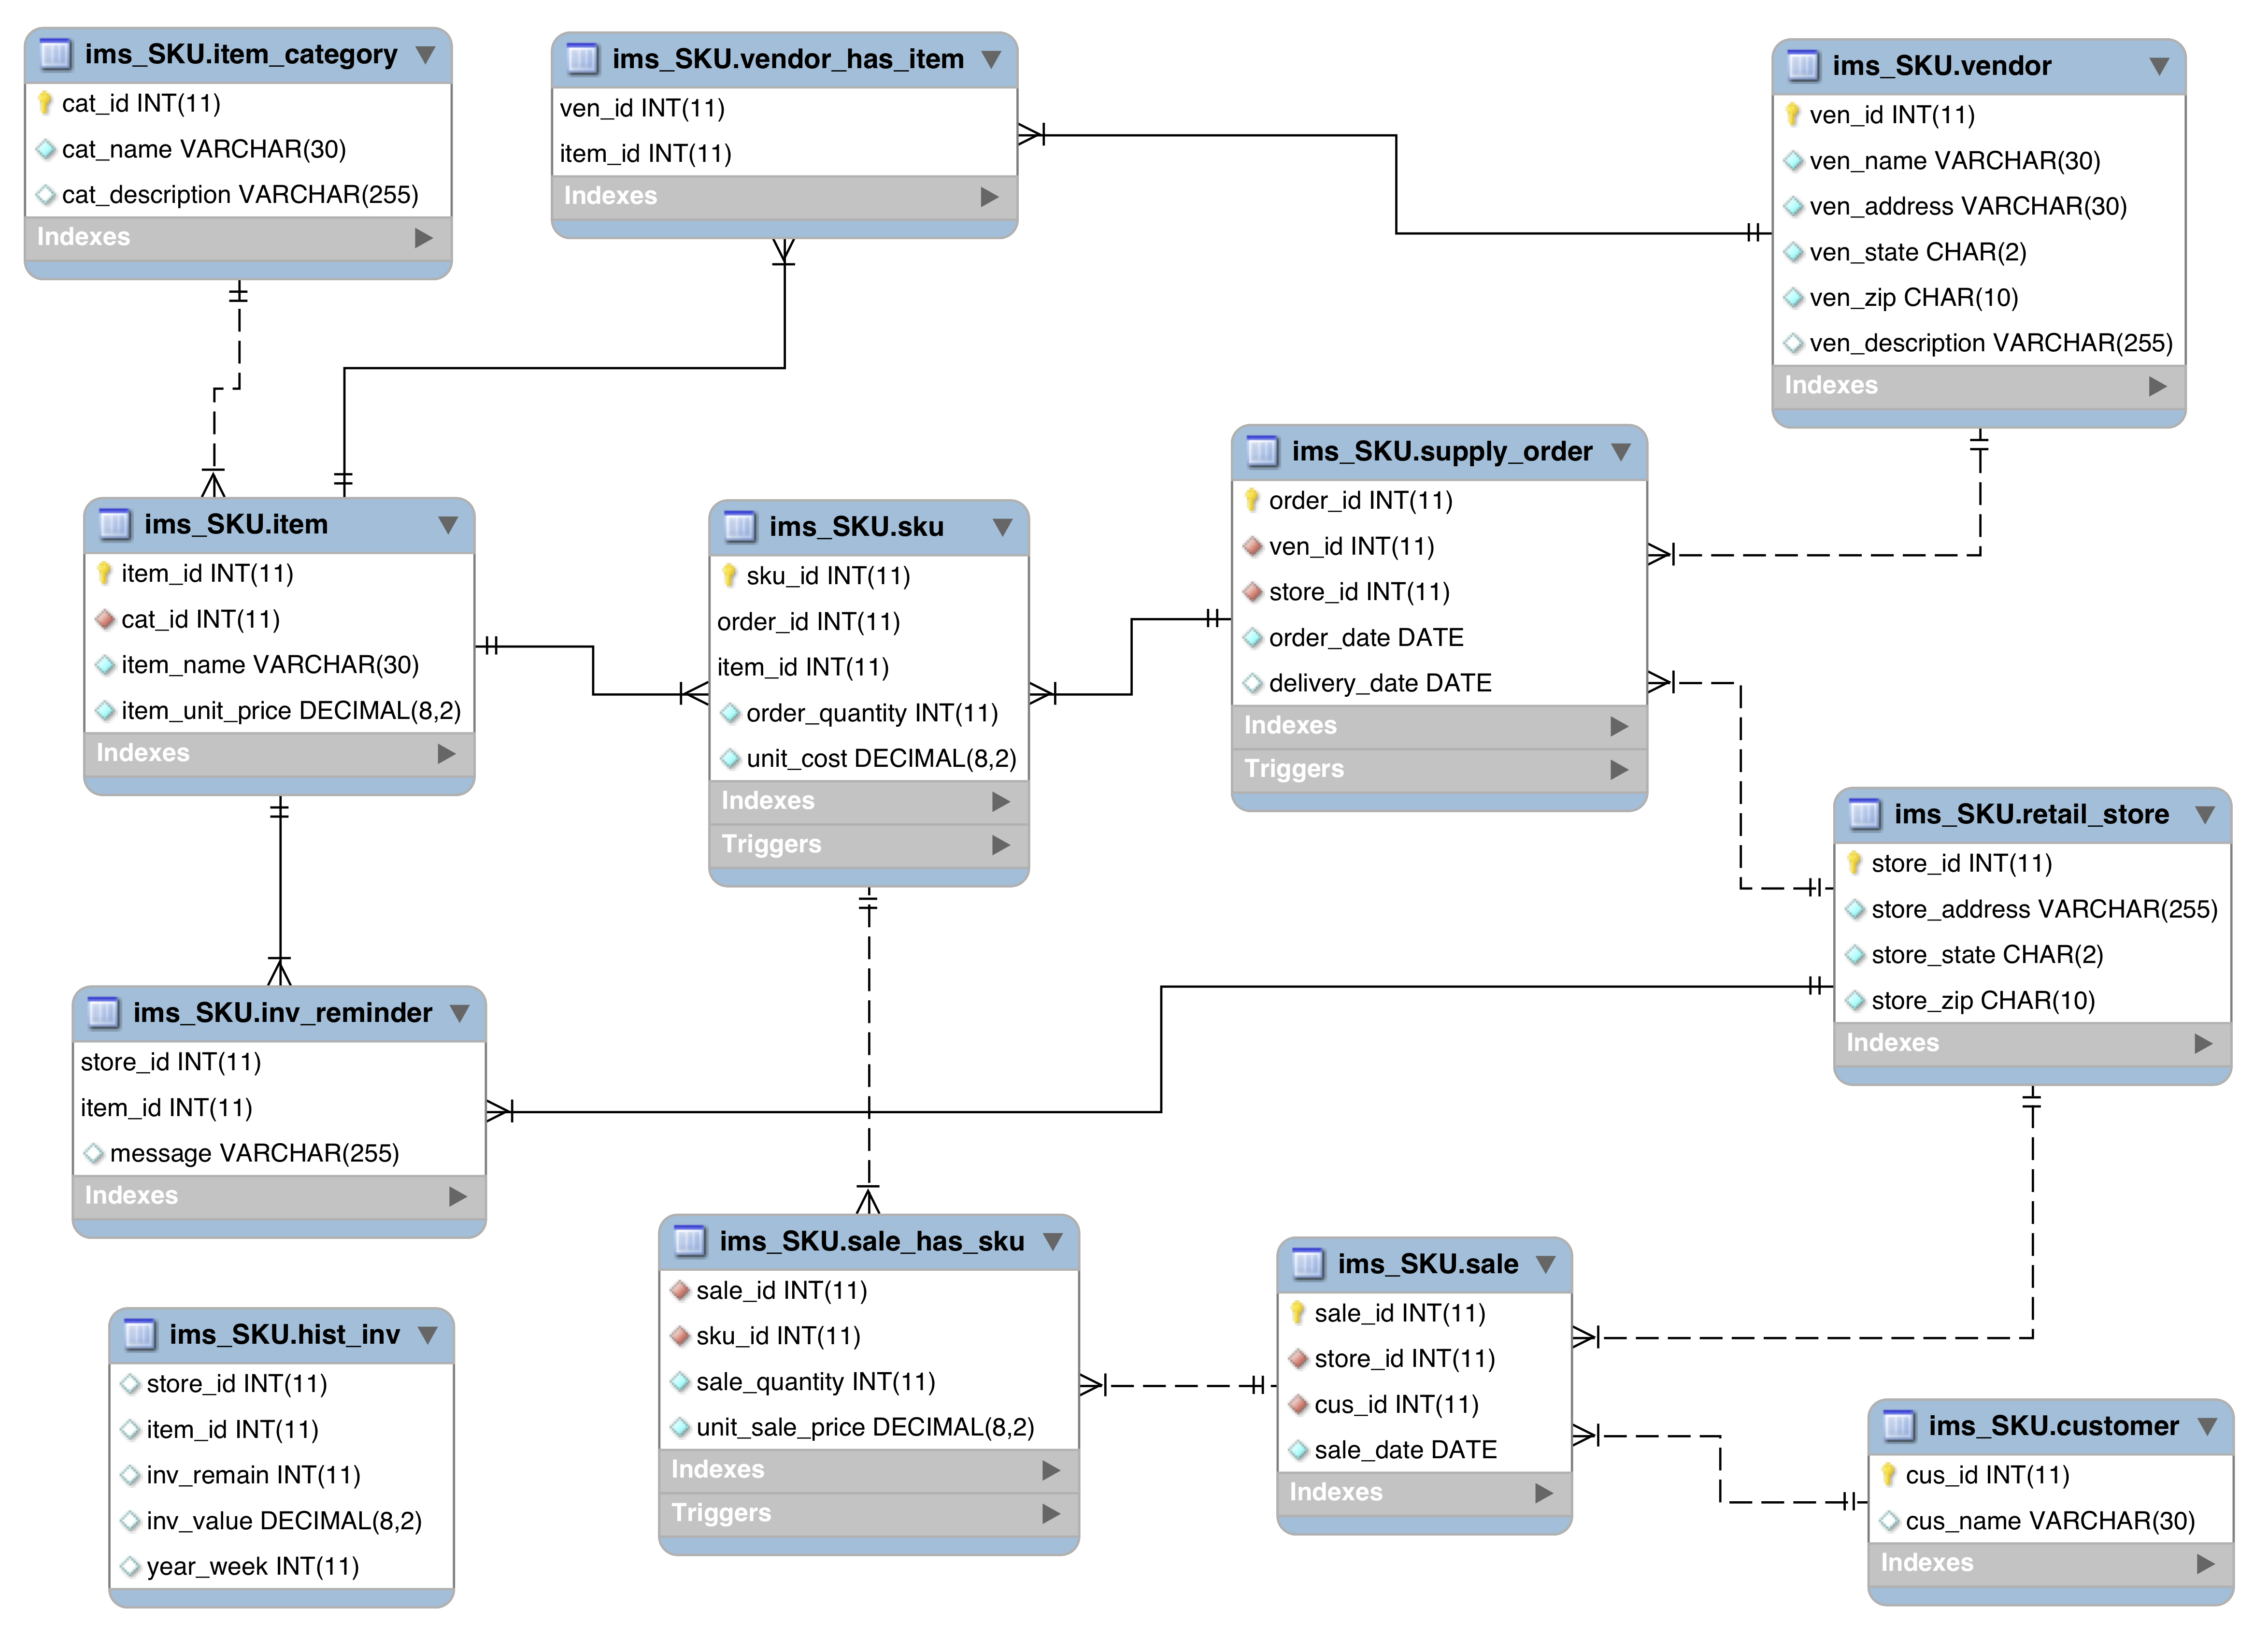 ims_SKU.item_category
cat_id INT(11)
cat_name VARCHAR(30)
cat_description VARCHAR(255)
Indexes
ims_SKU.vendor_has_item
ven_id INT(11)
item_id INT(11)
Indexes
ims_SKU.vendor
ven_id INT(11)
ven_name VARCHAR(30)
ven_address VARCHAR(30)
ven_state CHAR(2)
ven_zip CHAR(10)
ven_description VARCHAR(255)
Indexes
ims_SKU.item
item_id INT(11)
cat_id INT(11)
item_name VARCHAR(30)
item_unit_price DECIMAL(8,2)
Indexes
ims_SKU.sku
sku_id INT(11)
order_id INT(11)
item_id INT(11)
order_quantity INT(11)
unit_cost DECIMAL(8,2)
Indexes
Triggers
ims_SKU.supply_order
order_id INT(11)
ven_id INT(11)
store_id INT(11)
order_date DATE
delivery_date DATE
Indexes
Triggers
ims_SKU.retail_store
store_id INT(11)
store_address VARCHAR(255)
store_state CHAR(2)
store_zip CHAR(10)
Indexes
ims_SKU.inv_reminder
store_id INT(11)
item_id INT(11)
message VARCHAR(255)
Indexes
ims_SKU.sale_has_sku
sale_id INT(11)
sku_id INT(11)
sale_quantity INT(11)
unit_sale_price DECIMAL(8,2)
Indexes
Triggers
ims_SKU.sale
sale_id INT(11)
store_id INT(11)
cus_id INT(11)
sale_date DATE
Indexes
ims_SKU.hist_inv
store_id INT(11)
item_id INT(11)
inv_remain INT(11)
inv_value DECIMAL(8,2)
year_week INT(11)
ims_SKU.customer
cus_id INT(11)
cus_name VARCHAR(30)
Indexes